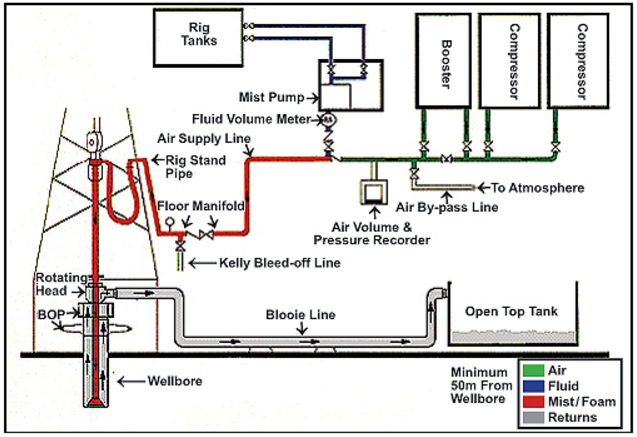 Rig
Tanks
Booster
Compressor
Compressor
Mist Pump
Fluid Volume Meter
Air Supply Line
Rig Stand
Pipe
To Atmosphere
Floor Manifold
Air By-pass Line
Air Volume &
Pressure Recorder
Kelly Bleed-off Line
Rotating
Head
BOP
Blooie Line
Open Top Tank
Wellbore
Minimum
50m From
Wellbore
Air
Fluid
Mist/Foam
Returns